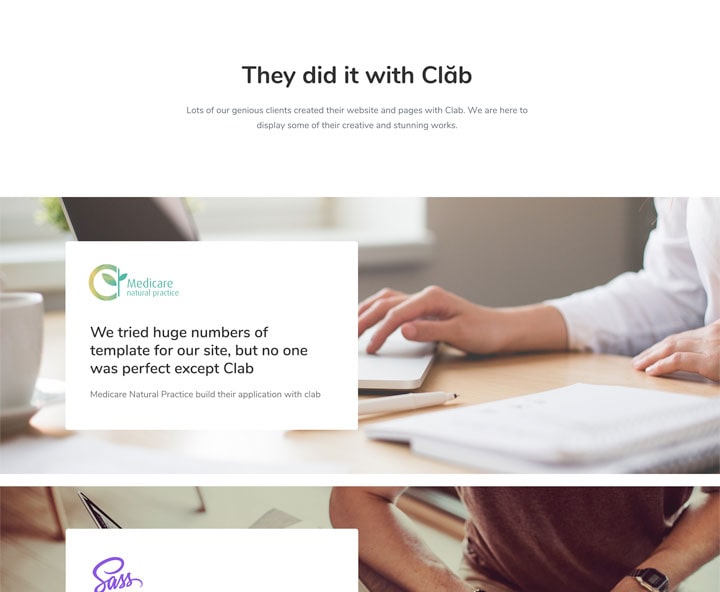 They did it with Clăb
Lots of our genious clients created their website and pages with Clab. We are here to
display some of their creative and stunning works.
Medicare
natural practice
We tried huge numbers of
template for our site, but no one
was perfect except Clab
Medicare Natural Practice build their application with clab
Sass